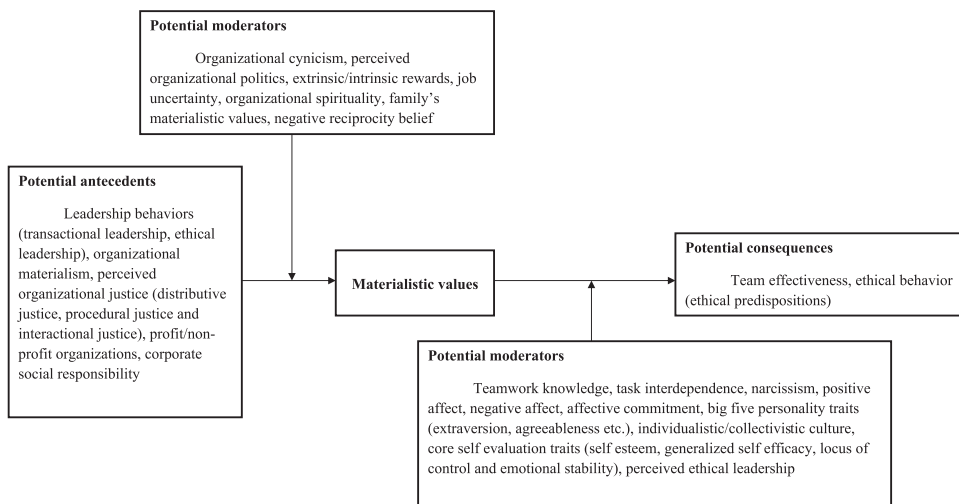 Potential moderators
Organizational cynicism, perceived
organizational politics, extrinsic/intrinsic rewards, job
uncertainty, organizational spirituality, family's
materialistic values, negative reciprocity belief
Potential antecedents
Leadership behaviors
(transactional leadership, ethical
leadership), organizational
materialism, perceived
organizational justice (distributive
justice, procedural justice and
interactional justice), profit/non-
profit organizations, corporate
social responsibility
Materialistic values
Potential consequences
Team effectiveness, ethical behavior
(ethical predispositions)
Potential moderators
Teamwork knowledge, task interdependence, narcissism, positive
affect, negative affect, affective commitment, big five personality traits
(extraversion, agreeableness etc.), individualistic/collectivistic culture,
core self evaluation traits (self esteem, generalized self efficacy, locus of
control and emotional stability), perceived ethical leadership